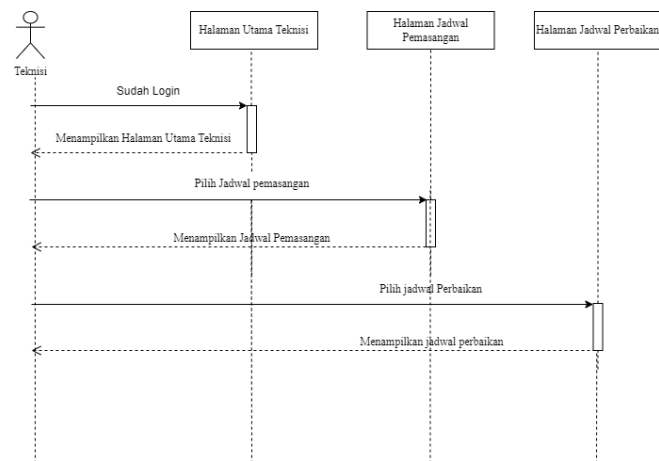 Halaman Utama Teknisi
Halaman Jadwal
Pemasangan
Halaman Jadwal Perbaikan
Teknisi
Sudah Login
Menampilkan Halaman Utama Teknisi
Pilih Jadwal pemasangan
Menampilkan Jadwal Pemasangan
Pilih jadwal Perbaikan
Menampilkan jadwal perbaikan